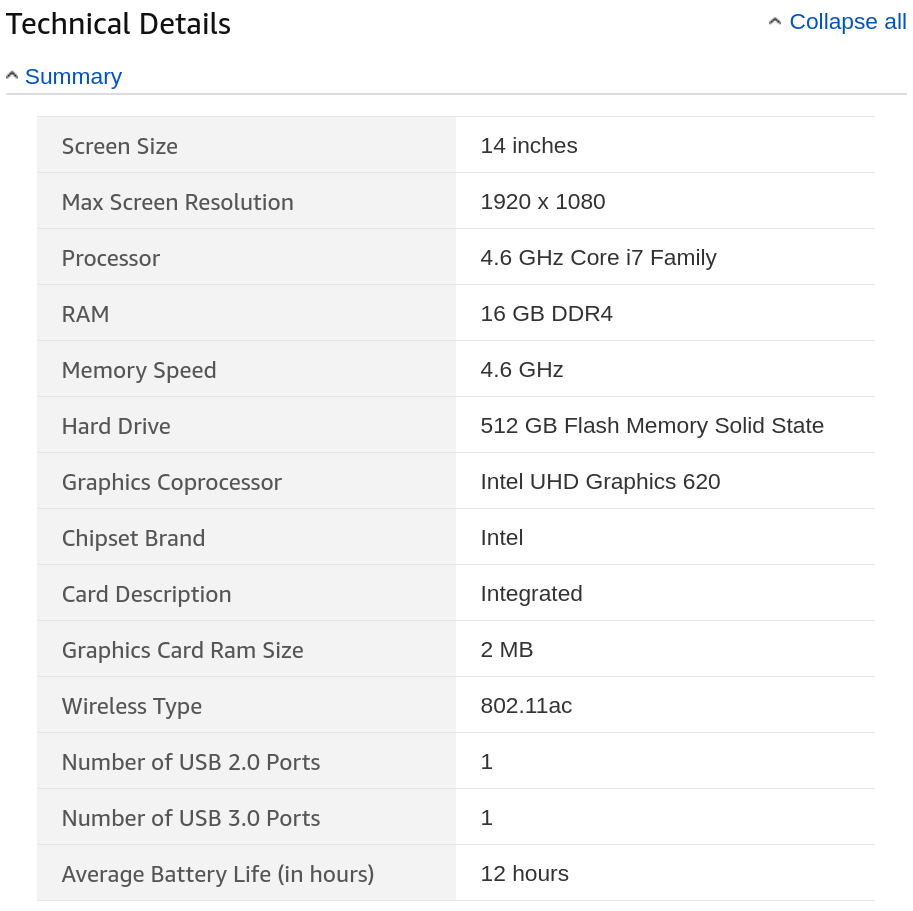 Technical Details
Collapse all
Summary
Screen Size 14 inches
Max Screen Resolution 1920 x 1080
Processor 4.6 GHz Core i7 Family
RAM 16 GB DDR4
Memory Speed 4.6 GHz
Hard Drive 512 GB Flash Memory Solid State
Graphics Coprocessor Intel UHD Graphics 620
Chipset Brand Intel
Card Description Integrated
Graphics Card Ram Size 2 MB
Wireless Type 802.11ac
Number of USB 2.0 Ports 1
Number of USB 3.0 Ports 1
Average Battery Life (in hours) 12 hours